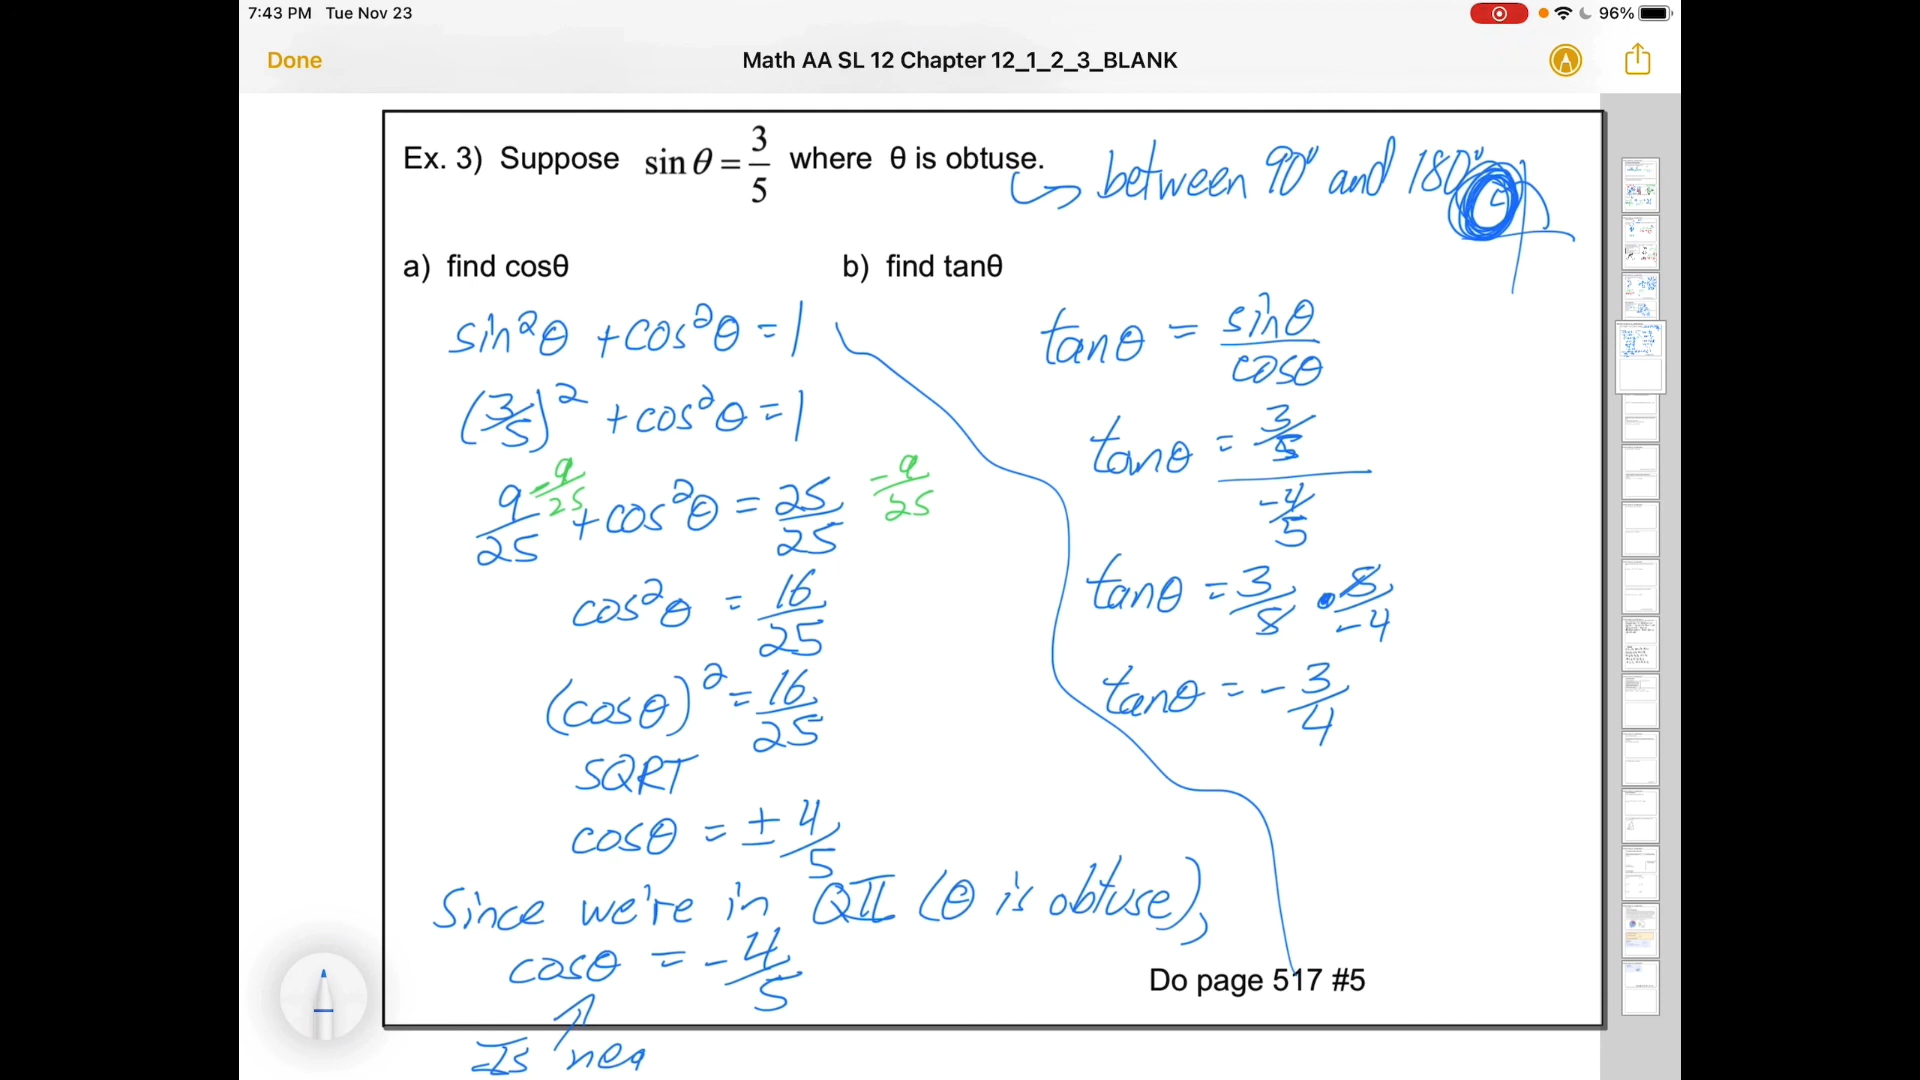 7:43 PM Tue Nov 23
96%
Done
Math AA SL 12 Chapter 12_1_2_3_BLANK
Ex. 3) Suppose sin θ = 3/5 where θ is obtuse.
between 90° and 180°
a) find cosθ
b) find tanθ
sin²θ + cos²θ = 1
(3/5)² + cos²θ = 1
9/25 - 9/25 + cos²θ = 25/25 - 9/25
cos²θ = 16/25
(cosθ)² = 16/25
SQRT
cosθ = ± 4/5
Since we're in QII (θ is obtuse),
cosθ = - 4/5
is neg
tanθ = sinθ/cosθ
tanθ = 3/5 / -4/5
tanθ = 3/5 · 5/-4
tanθ = - 3/4
Do page 517 #5